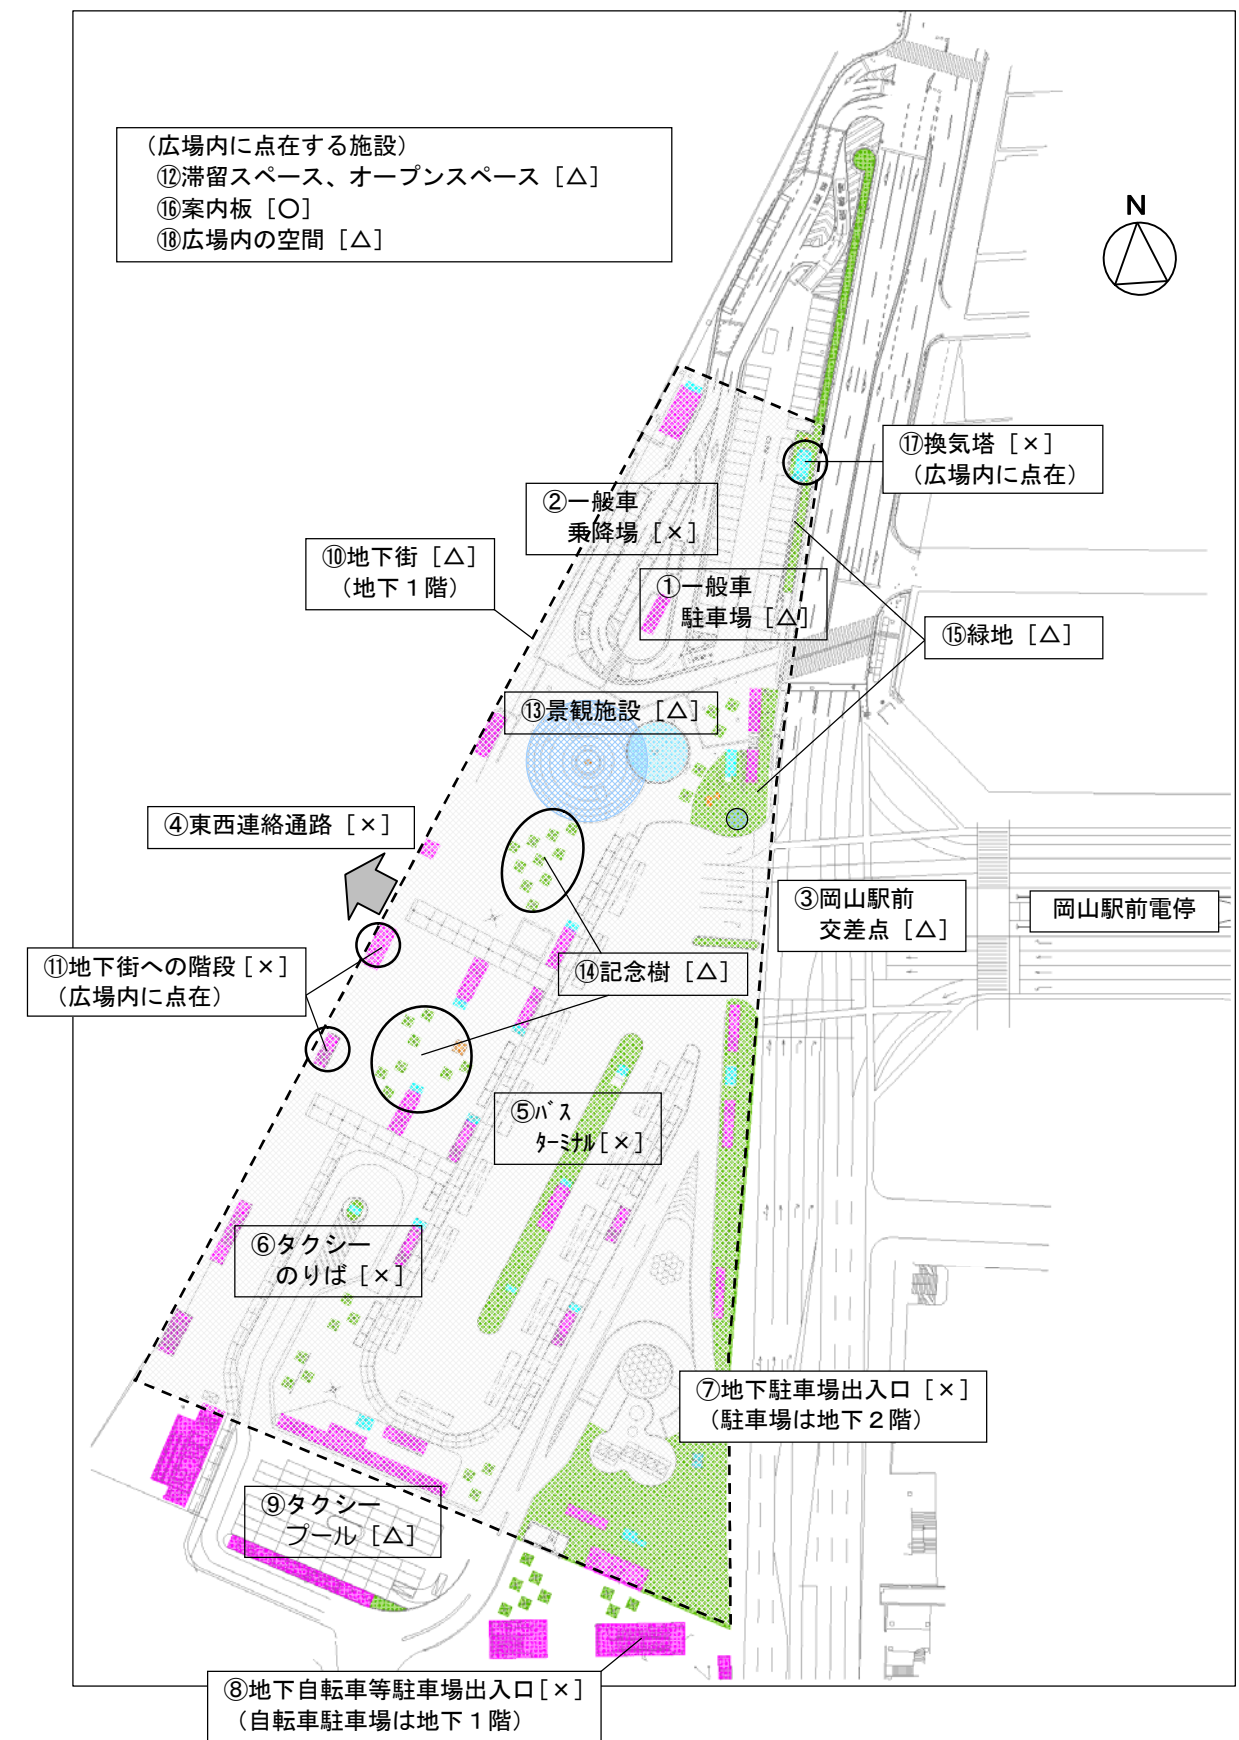 (広場内に点在する施設)
⑫滞留スペース、オープンスペース［△］
⑯案内板［○］
⑱広場内の空間［△］
N
⑰換気塔［×］
(広場内に点在)
②一般車
乗降場［×］
⑩地下街［△］
(地下１階)
①一般車
駐車場［△］
⑮緑地［△］
⑬景観施設［△］
④東西連絡通路［×］
③岡山駅前
交差点［△］
岡山駅前電停
⑪地下街への階段［×］
(広場内に点在)
⑭記念樹［△］
⑤ﾊﾞｽ
ﾀｰﾐﾅﾙ［×］
⑥タクシー
のりば［×］
⑦地下駐車場出入口［×］
(駐車場は地下２階)
⑨タクシー
プール［△］
⑧地下自転車等駐車場出入口［×］
(自転車駐車場は地下１階)